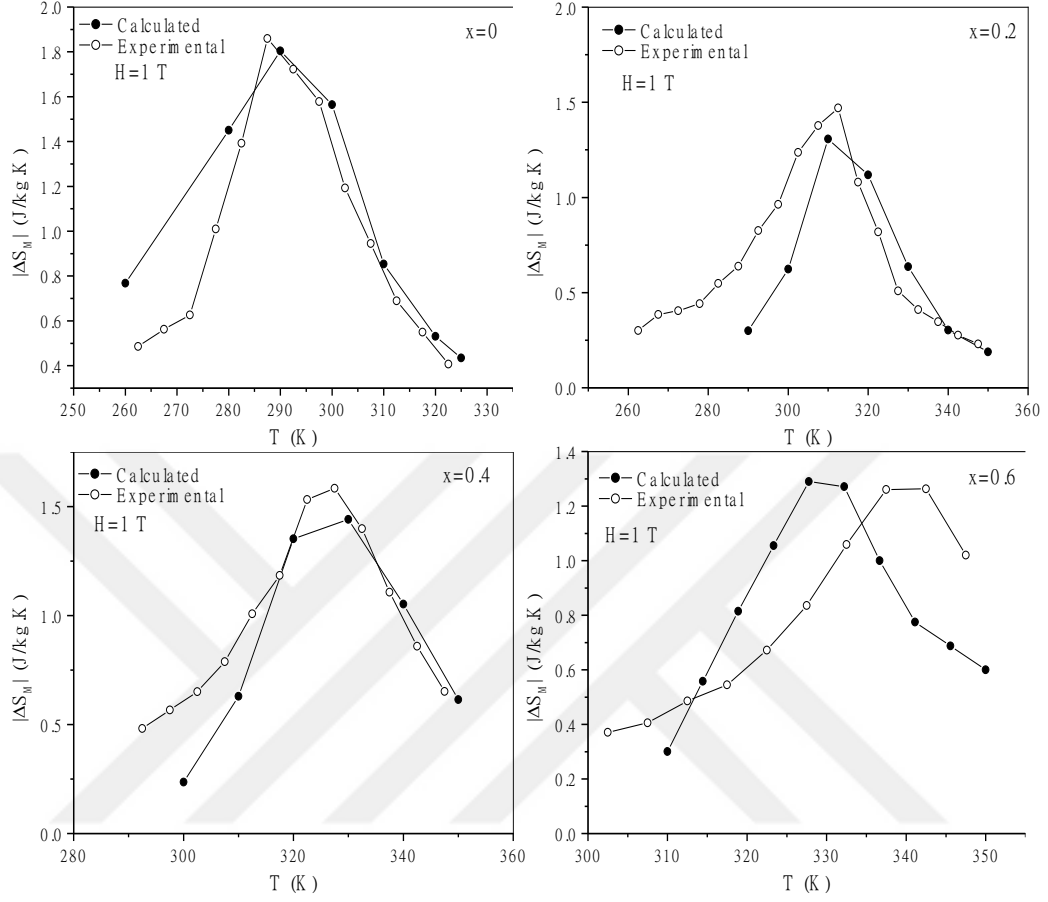 2.0
1.8
1.6
1.4
1.2
1.0
0.8
0.6
0.4
|ΔS_M| (J/kg.K)
Calculated
Experimental
H=1 T
x=0
250 260 270 280 290 300 310 320 330
T (K)
2.0
1.5
1.0
0.5
0.0
|ΔS_M| (J/kg.K)
Calculated
Experimental
H=1 T
x=0.2
260 280 300 320 340 360
T (K)
1.5
1.0
0.5
0.0
|ΔS_M| (J/kg.K)
Calculated
Experimental
H=1 T
x=0.4
280 300 320 340 360
T (K)
1.4
1.2
1.0
0.8
0.6
0.4
0.2
0.0
|ΔS_M| (J/kg.K)
Calculated
Experimental
H=1 T
x=0.6
300 310 320 330 340 350
T (K)